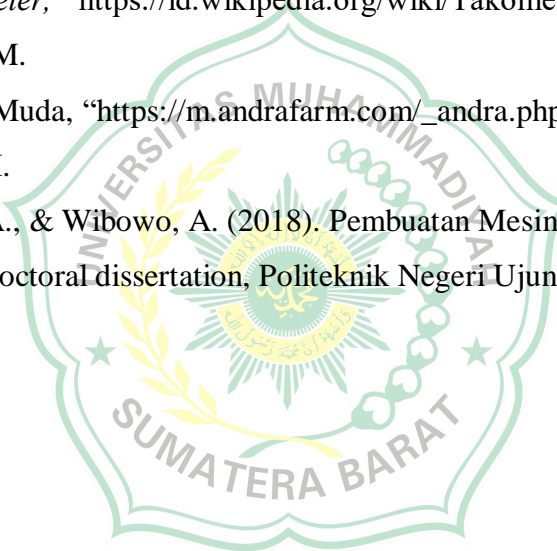 eter," https://id.wikipedia.org/wiki/Takome
M.
Muda, “https://m.andrafarm.com/_andra.php
A., & Wibowo, A. (2018). Pembuatan Mesin
octoral dissertation, Politeknik Negeri Ujun
UNIVERSITAS MUHAMMADIYAH
SUMATERA BARAT